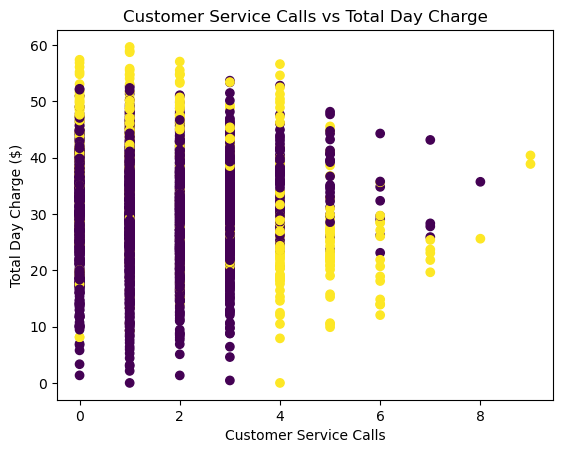 Customer Service Calls vs Total Day Charge
Total Day Charge ($)
60
50
40
30
20
10
0
0 2 4 6 8
Customer Service Calls